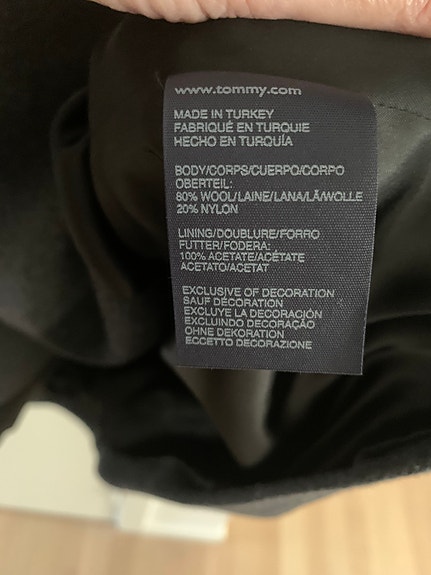 www.tommy.com
MADE IN TURKEY
FABRIQUÉ EN TURQUIE
HECHO EN TURQUÍA
BODY/CORPS/CUERPO/CORPO
OBERTEIL:
80% WOOL/LAINE/LANA/LÃ/WOLLE
20% NYLON
LINING/DOUBLURE/FORRO
FUTTER/FODERA:
100% ACETATE/ACÉTATE
ACETATO/ACETAT
EXCLUSIVE OF DECORATION
SAUF DÉCORATION
EXCLUYE LA DECORACIÓN
EXCLUINDO DECORAÇÃO
OHNE DEKORATION
ECCETTO DECORAZIONE